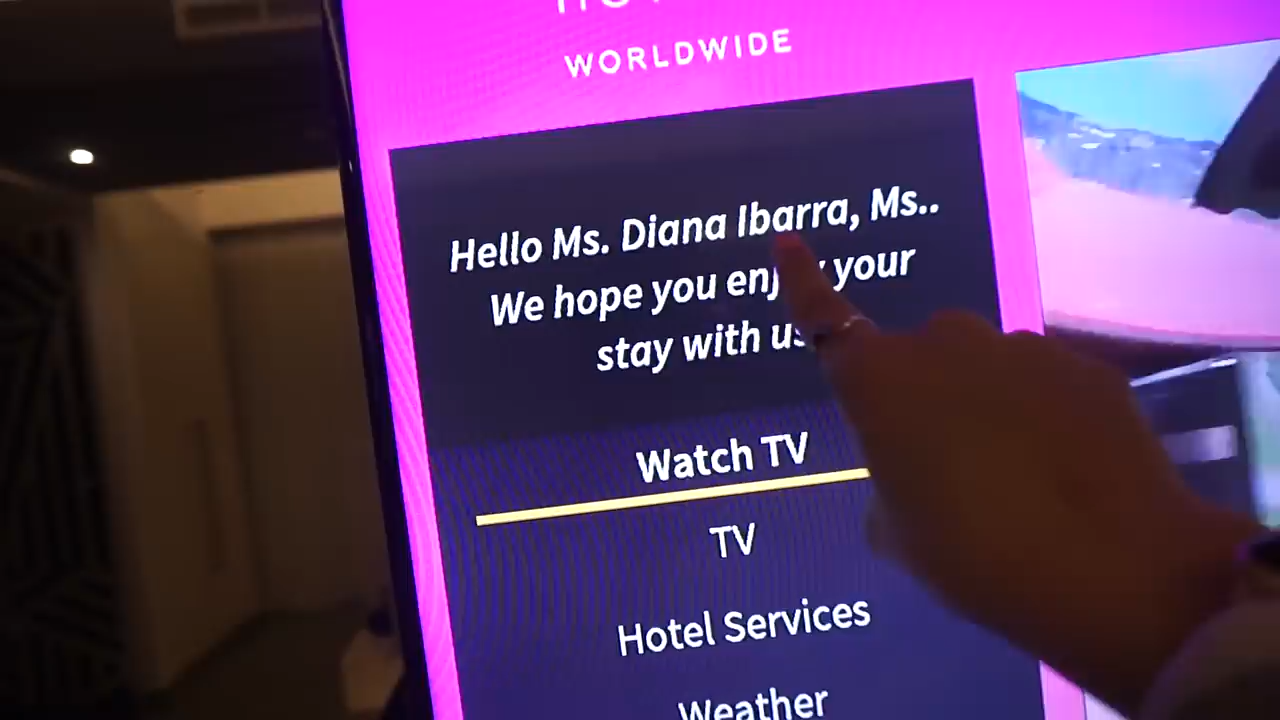 WORLDWIDE
Hello Ms. Diana Ibarra, Ms..
We hope you enjoy your
stay with us
Watch TV
TV
Hotel Services
Weather